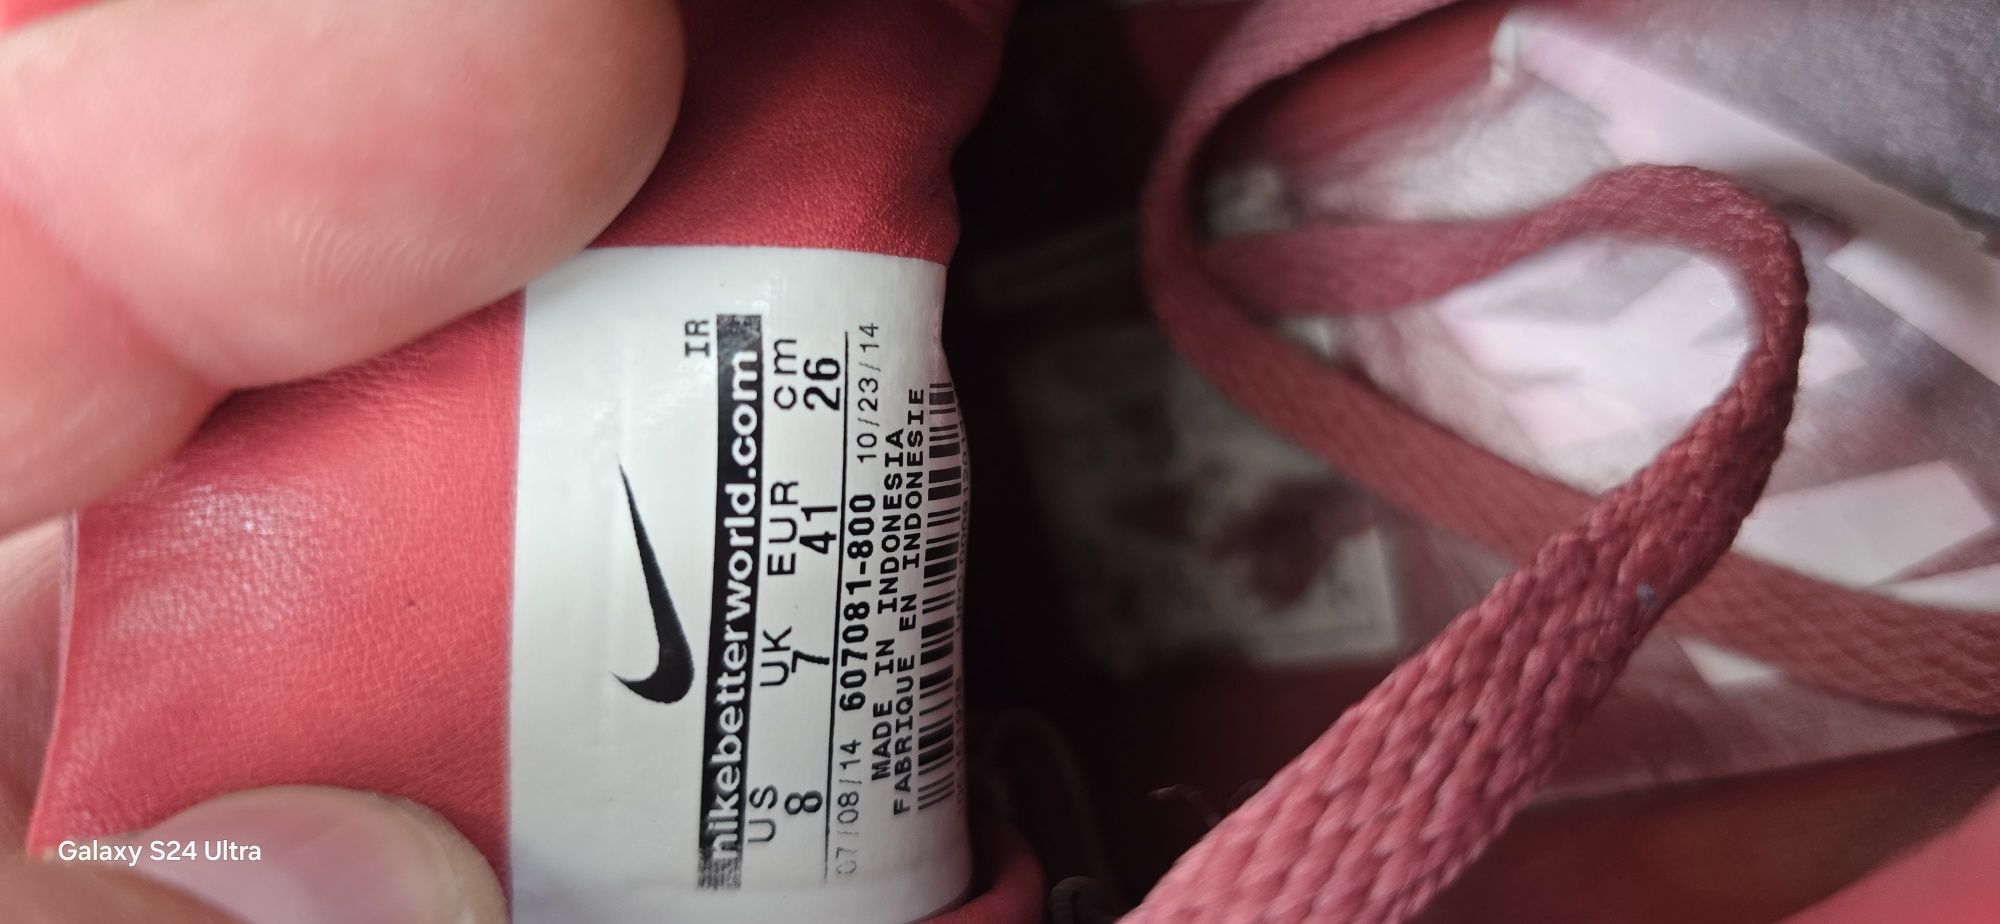 IR
nikebetterworld.com
US UK EUR cm
8 7 41 26
07/08/14 607081-800 10/23/14
MADE IN INDONESIA
FABRIQUE EN INDONESIE
Galaxy S24 Ultra